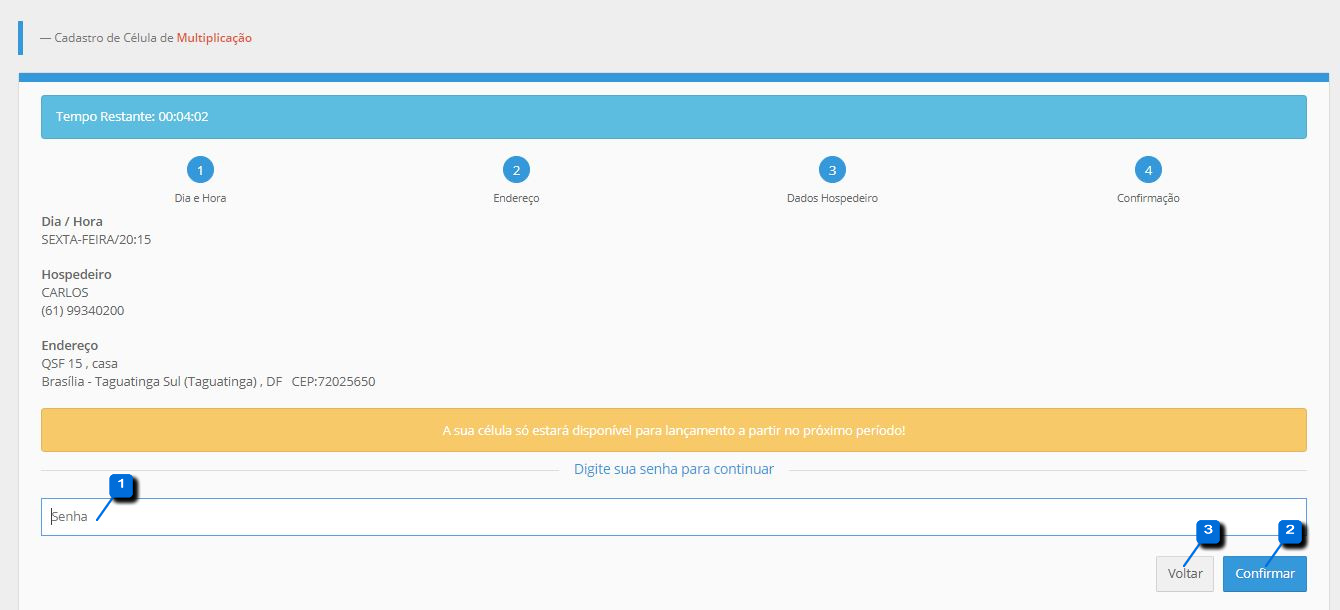 — Cadastro de Célula de Multiplicação
Tempo Restante: 00:04:02
1 2 3 4
Dia e Hora Endereço Dados Hospedeiro Confirmação
Dia / Hora
SEXTA-FEIRA/20:15
Hospedeiro
CARLOS
(61) 99340200
Endereço
QSF 15 , casa
Brasília - Taguatinga Sul (Taguatinga) , DF CEP:72025650
A sua célula só estará disponível para lançamento a partir no próximo período!
Digite sua senha para continuar
1
Senha
3 2
Voltar Confirmar